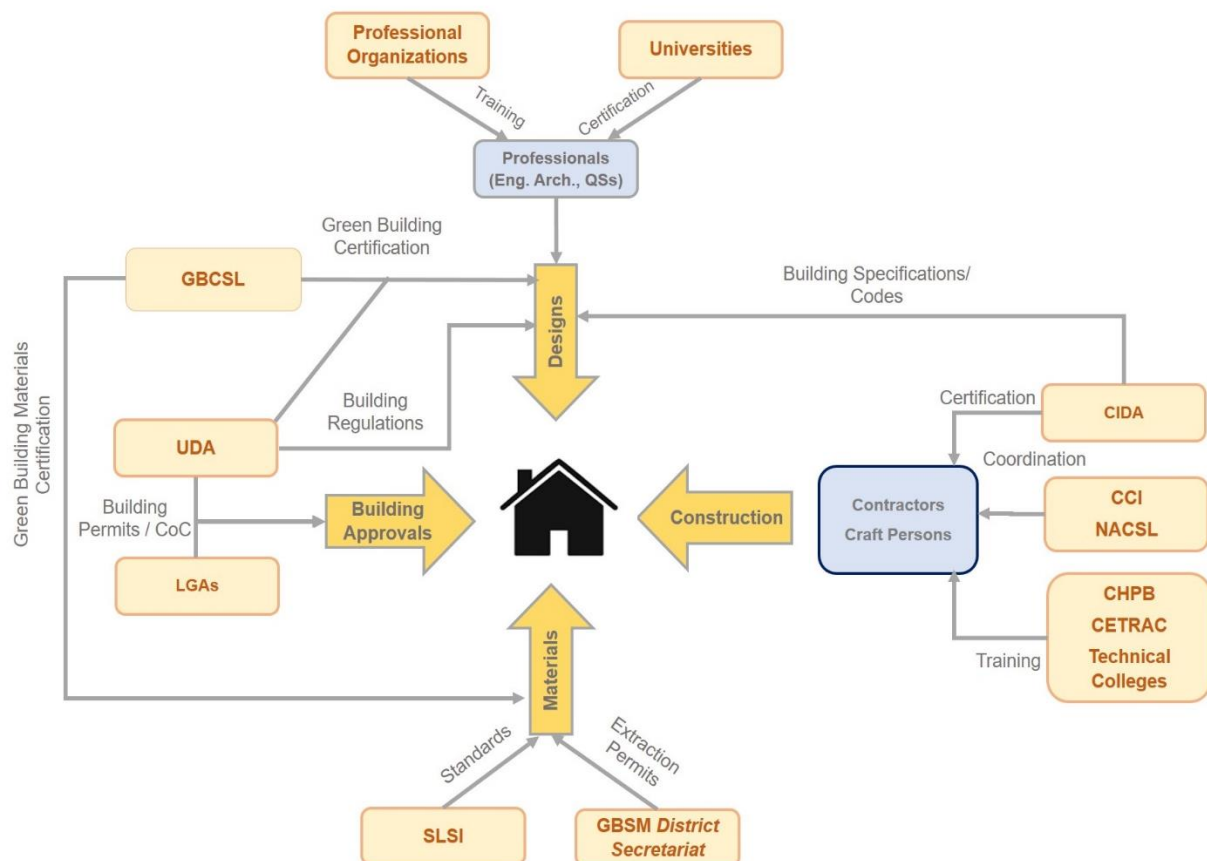 Professional
Organizations
Universities
Training
Certification
Professionals
(Eng. Arch., QSs)
Green Building
Certification
GBCSL
Building Specifications/
Codes
Designs
Green Building Materials
Certification
Building
Regulations
Certification
CIDA
UDA
Coordination
Building
Permits / CoC
Building
Approvals
Construction
Contractors
Craft Persons
CCI
NACSL
LGAs
CHPB
CETRAC
Technical
Colleges
Training
Materials
Standards
Extraction
Permits
SLSI
GBSM District
Secretariat